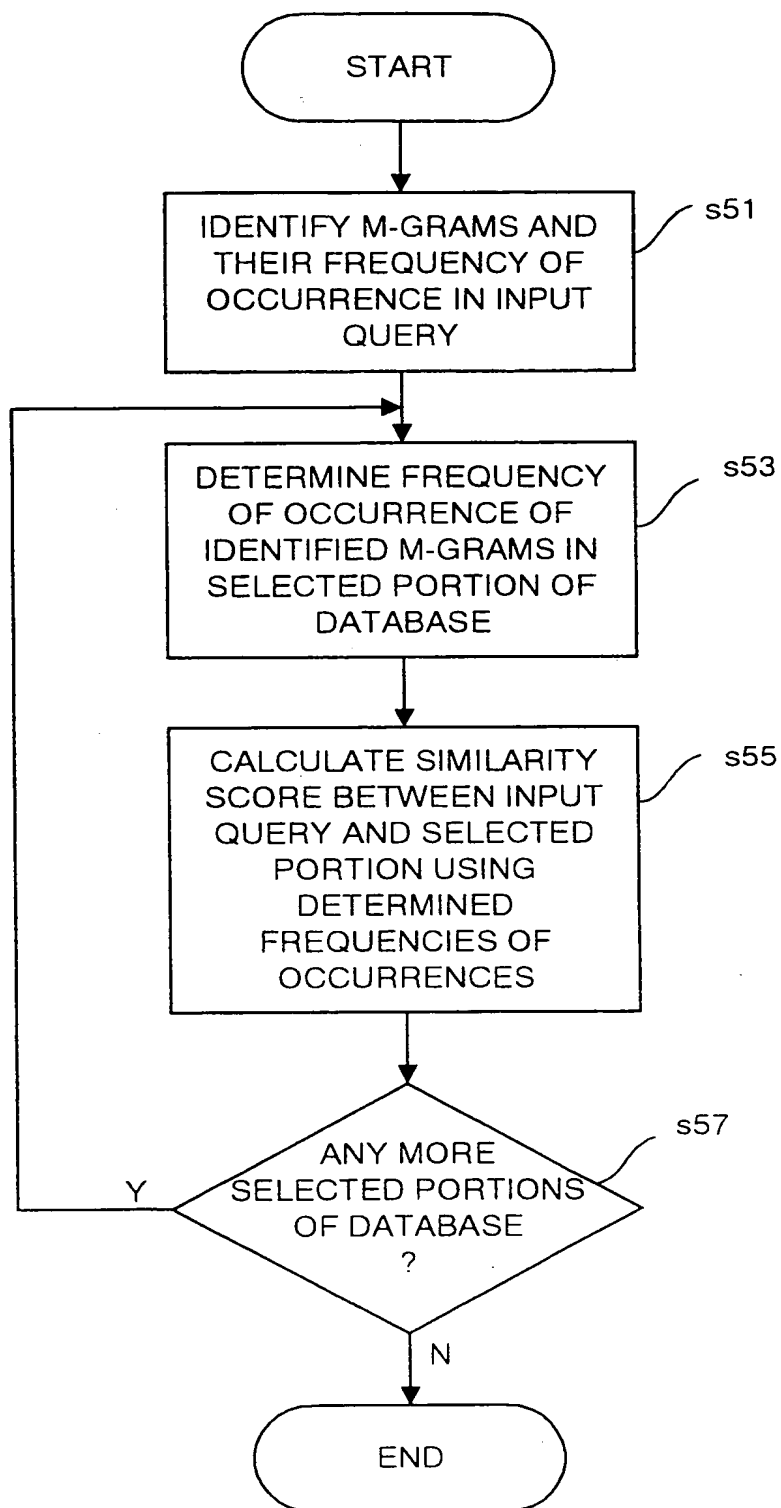 START
IDENTIFY M-GRAMS AND
THEIR FREQUENCY OF
OCCURRENCE IN INPUT
QUERY
s51
DETERMINE FREQUENCY
OF OCCURRENCE OF
IDENTIFIED M-GRAMS IN
SELECTED PORTION OF
DATABASE
s53
CALCULATE SIMILARITY
SCORE BETWEEN INPUT
QUERY AND SELECTED
PORTION USING
DETERMINED
FREQUENCIES OF
OCCURRENCES
s55
ANY MORE
SELECTED PORTIONS
OF DATABASE
?
s57
Y
N
END